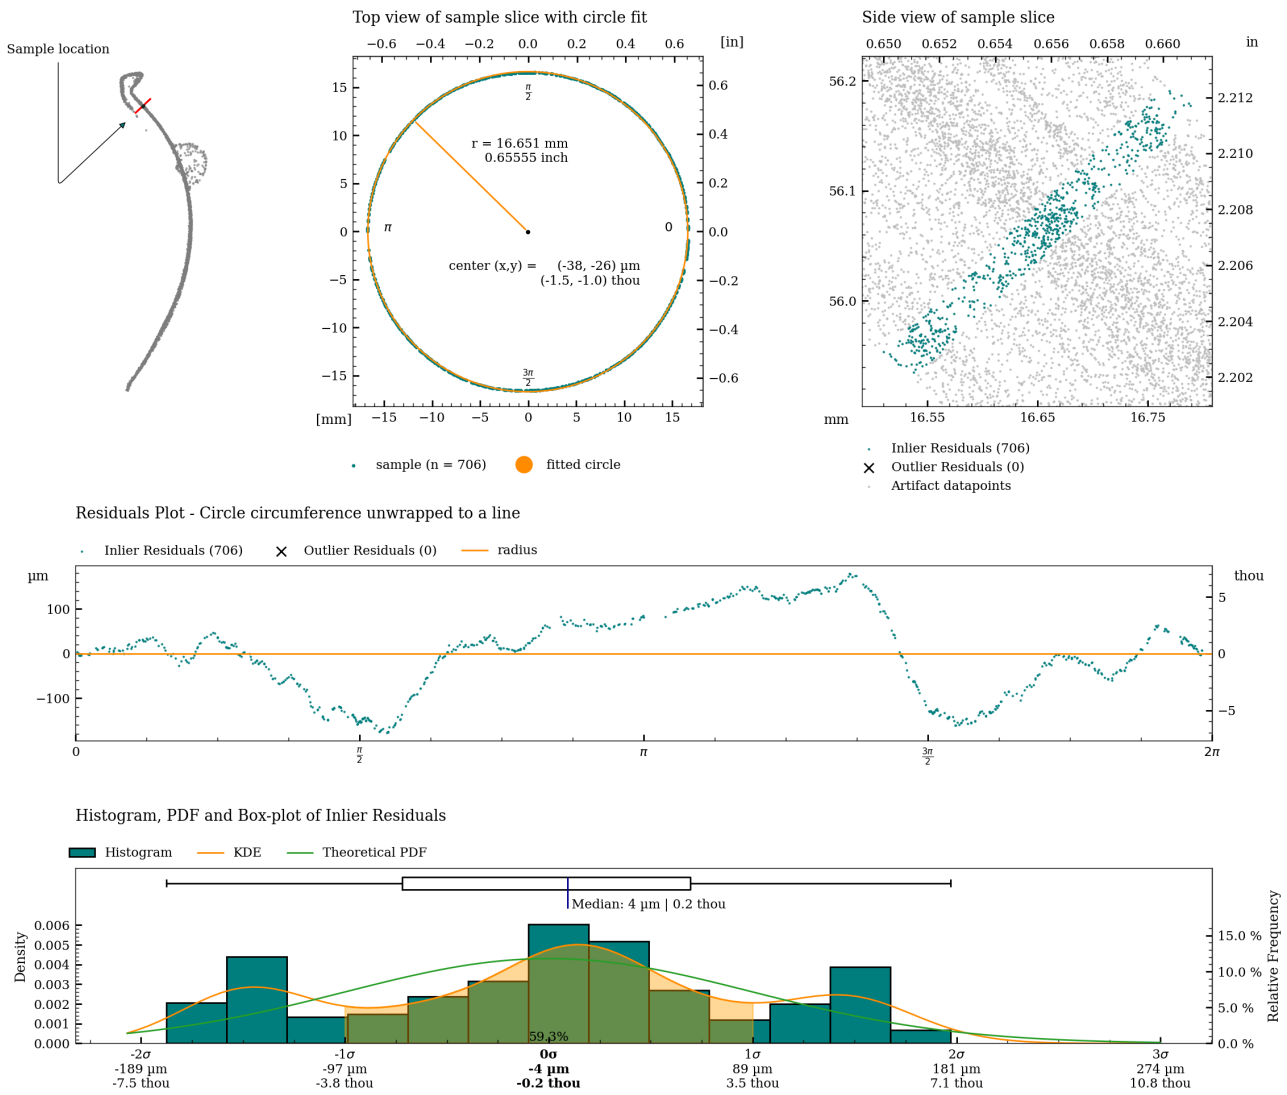 Sample location
Top view of sample slice with circle fit
−0.6 −0.4 −0.2 0.0 0.2 0.4 0.6 [in]
15 10 5 0 −5 −10 −15
0.6 0.4 0.2 0.0 −0.2 −0.4 −0.6
π/2
r = 16.651 mm
0.65555 inch
π 0
center (x,y) = (-38, -26) µm
(-1.5, -1.0) thou
3π/2
[mm] −15 −10 −5 0 5 10 15
sample (n = 706) fitted circle
Side view of sample slice
0.650 0.652 0.654 0.656 0.658 0.660 in
56.2 56.1 56.0
2.212 2.210 2.208 2.206 2.204 2.202
mm 16.55 16.65 16.75
Inlier Residuals (706)
Outlier Residuals (0)
Artifact datapoints
Residuals Plot - Circle circumference unwrapped to a line
Inlier Residuals (706) Outlier Residuals (0) radius
µm thou
100 5
0 0
−100 −5
0 π/2 π 3π/2 2π
Histogram, PDF and Box-plot of Inlier Residuals
Histogram KDE Theoretical PDF
Median: 4 µm | 0.2 thou
Density
0.006 0.005 0.004 0.003 0.002 0.001 0.000
Relative Frequency
15.0 % 10.0 % 5.0 % 0.0 %
59.3%
-2σ -1σ 0σ 1σ 2σ 3σ
-189 µm -97 µm -4 µm 89 µm 181 µm 274 µm
-7.5 thou -3.8 thou -0.2 thou 3.5 thou 7.1 thou 10.8 thou